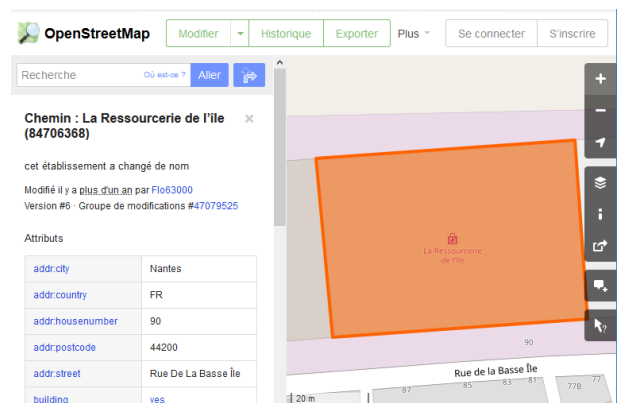 OpenStreetMap
Modifier
Historique
Exporter
Plus
Se connecter
S'inscrire
Recherche
Où est-ce ?
Aller
Chemin : La Ressourcerie de l'île
(84706368)
cet établissement a changé de nom
Modifié il y a plus d'un an par Flo63000
Version #6 · Groupe de modifications #47079525
Attributs
addr:city Nantes
addr:country FR
addr:housenumber 90
addr:postcode 44200
addr:street Rue De La Basse Île
building yes
La Ressourcerie
de l'île
90
Rue de la Basse Île
87
85
83
81
77B
77
20 m